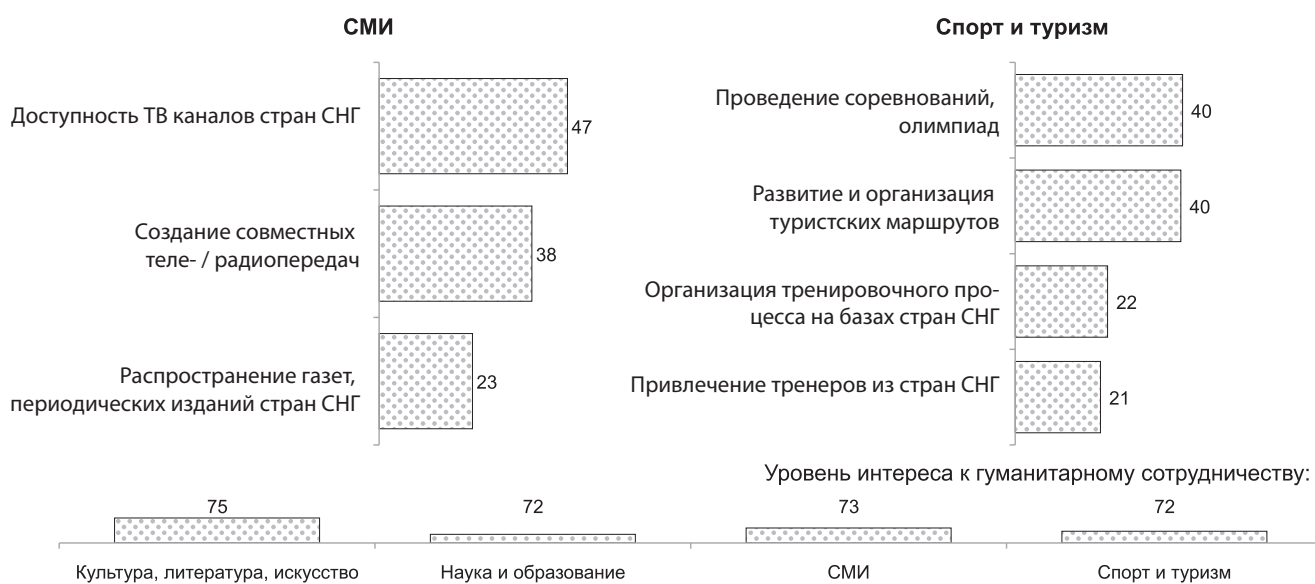 СМИ
Доступность ТВ каналов стран СНГ
47
Создание совместных
теле- / радиопередач
38
Распространение газет,
периодических изданий стран СНГ
23
Спорт и туризм
Проведение соревнований,
олимпиад
40
Развитие и организация
туристских маршрутов
40
Организация тренировочного про-
цесса на базах стран СНГ
22
Привлечение тренеров из стран СНГ
21
Уровень интереса к гуманитарному сотрудничеству:
75
72
73
72
Культура, литература, искусство
Наука и образование
СМИ
Спорт и туризм